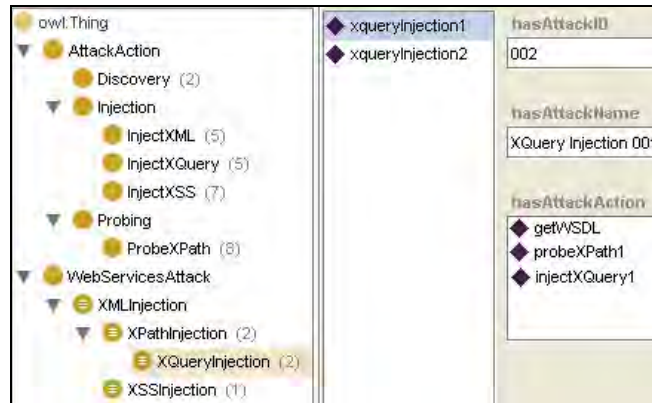 owl:Thing
AttackAction
Discovery (2)
Injection
InjectXML (5)
InjectXQuery (5)
InjectXSS (7)
Probing
ProbeXPath (8)
WebServicesAttack
XMLInjection
XPathInjection (2)
XQueryInjection (2)
XSSInjection (1)
xqueryInjection1
xqueryInjection2
hasAttackID
002
hasAttackName
XQuery Injection 001
hasAttackAction
getWSDL
probeXPath1
injectXQuery1